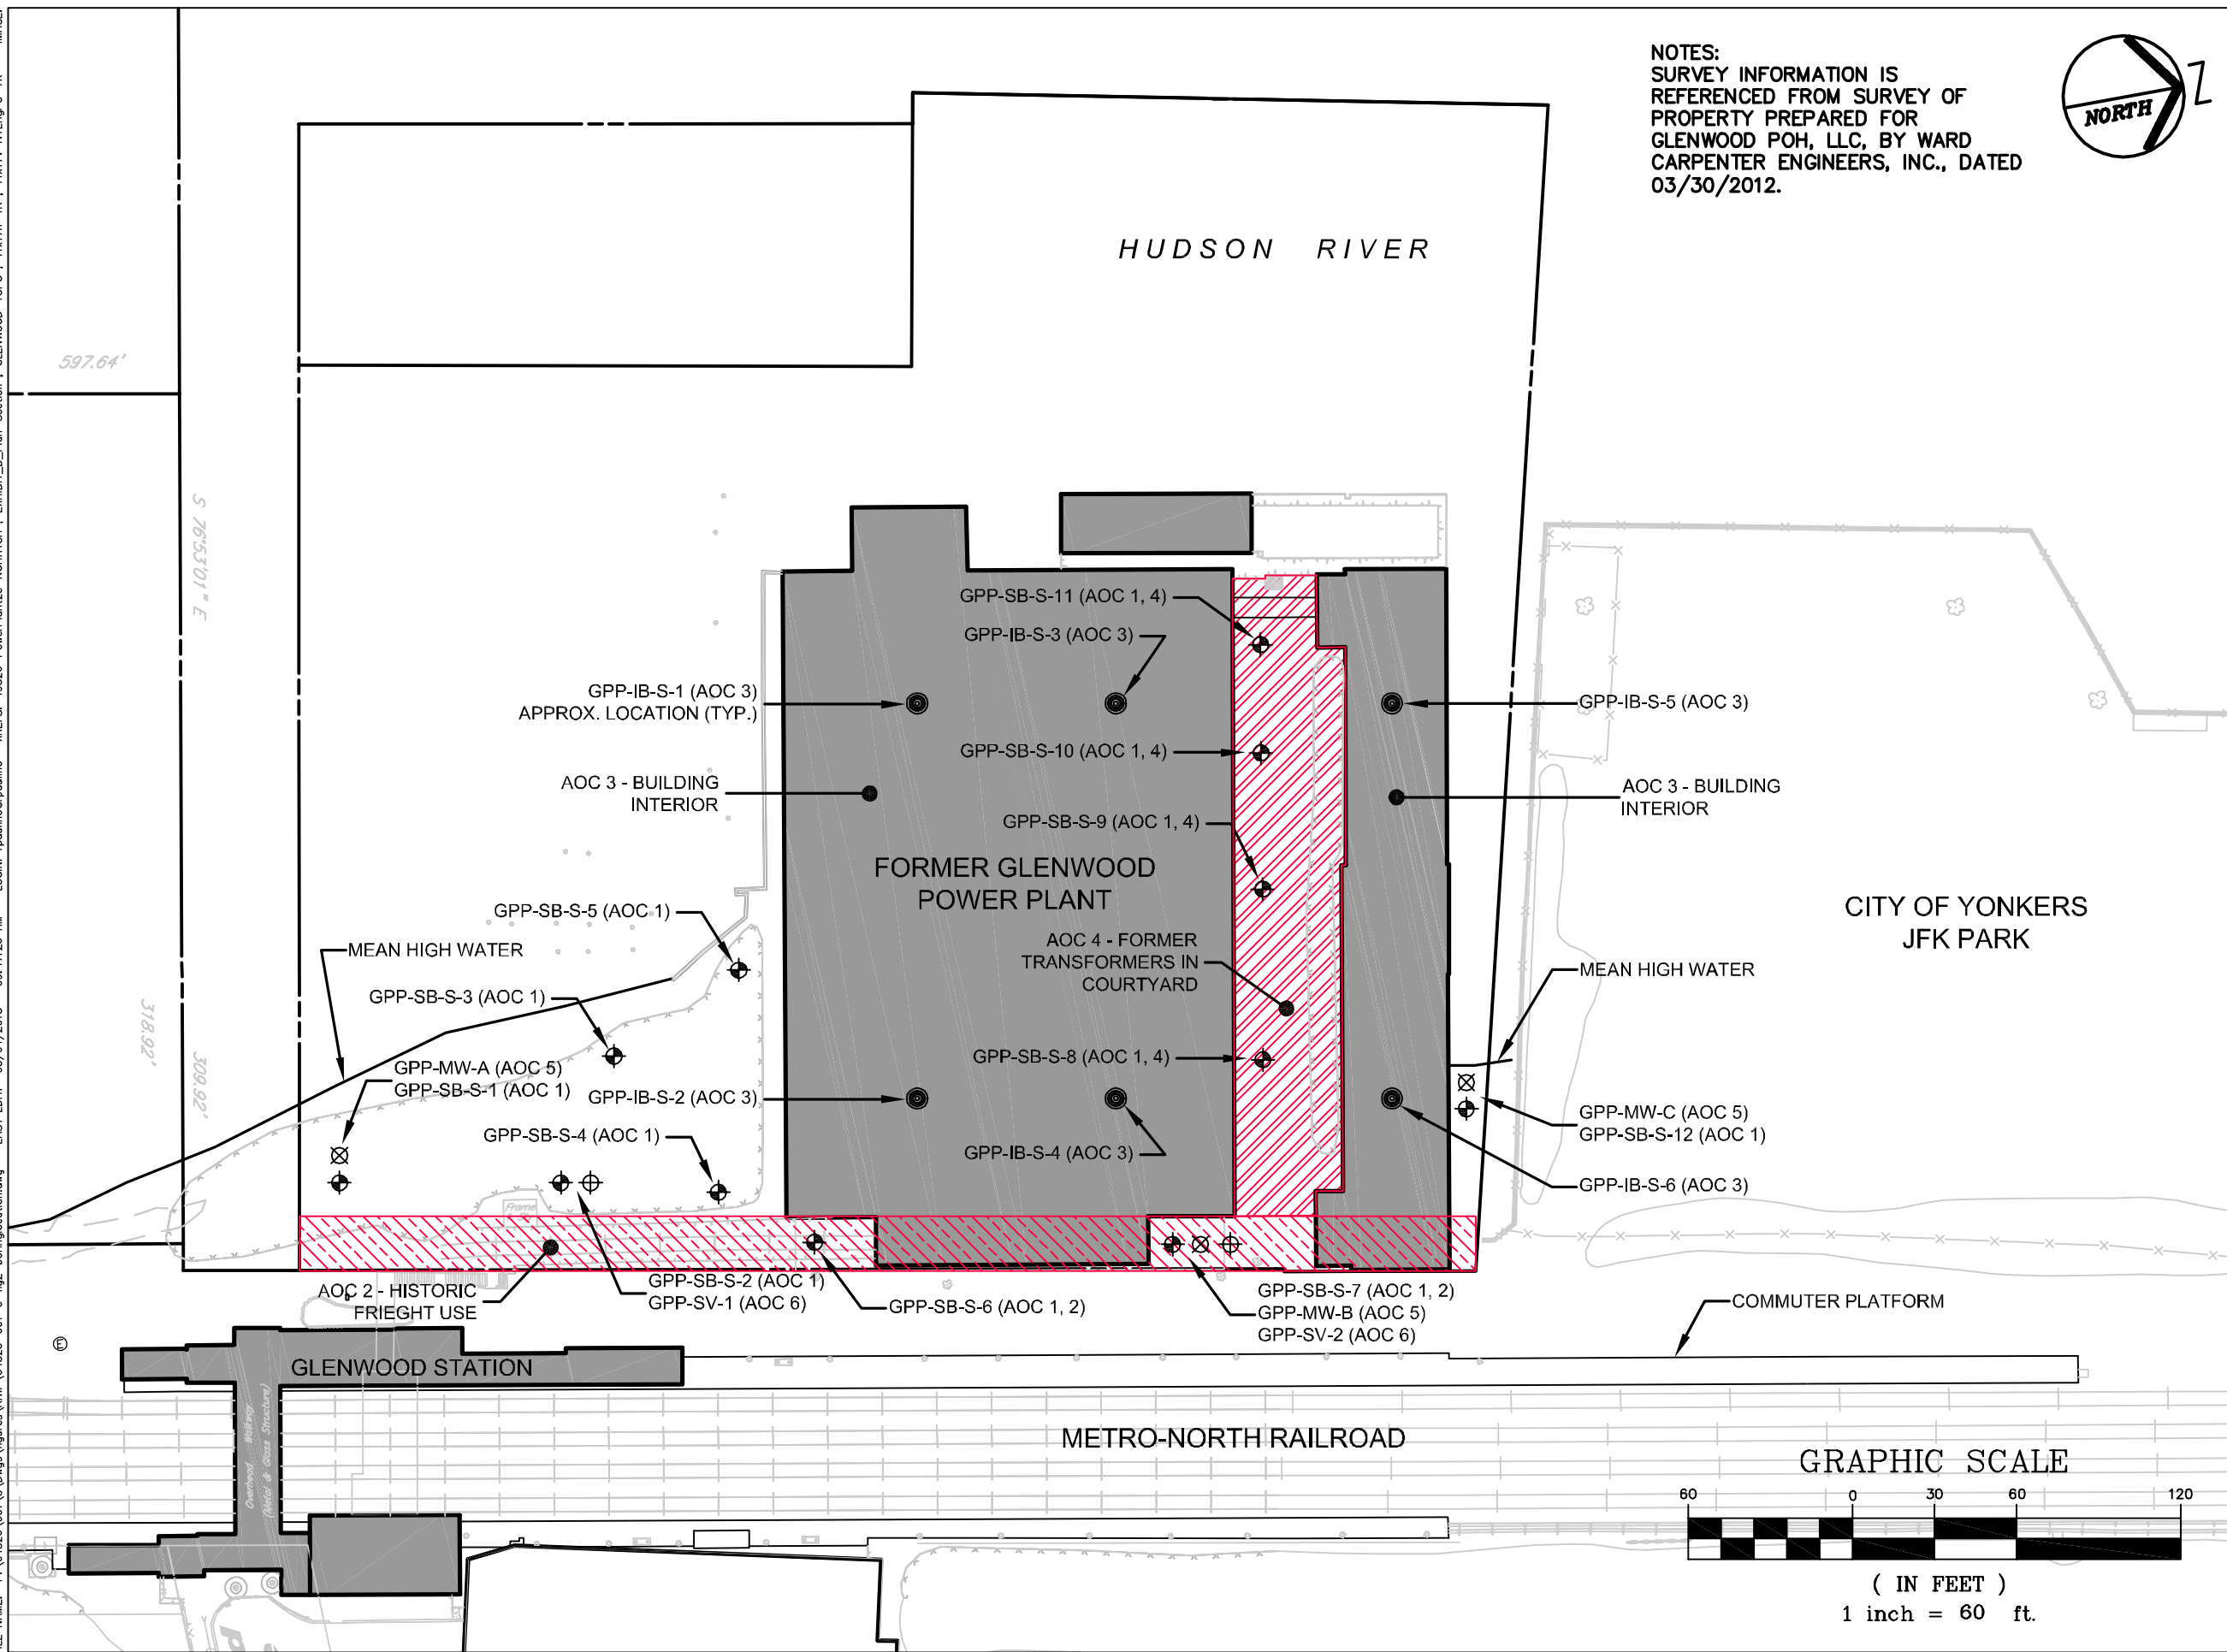 NOTES:
SURVEY INFORMATION IS
REFERENCED FROM SURVEY OF
PROPERTY PREPARED FOR
GLENWOOD POH, LLC, BY WARD
CARPENTER ENGINEERS, INC., DATED
03/30/2012.
NORTH
Z
HUDSON RIVER
597.64'
S 76°53'01" E
318.92'
309.92'
GPP-SB-S-11 (AOC 1, 4)
GPP-IB-S-3 (AOC 3)
GPP-IB-S-1 (AOC 3)
APPROX. LOCATION (TYP.)
GPP-IB-S-5 (AOC 3)
GPP-SB-S-10 (AOC 1, 4)
AOC 3 - BUILDING
INTERIOR
AOC 3 - BUILDING
INTERIOR
GPP-SB-S-9 (AOC 1, 4)
FORMER GLENWOOD
POWER PLANT
CITY OF YONKERS
JFK PARK
GPP-SB-S-5 (AOC 1)
MEAN HIGH WATER
AOC 4 - FORMER
TRANSFORMERS IN
COURTYARD
MEAN HIGH WATER
GPP-SB-S-3 (AOC 1)
GPP-MW-A (AOC 5)
GPP-SB-S-1 (AOC 1)
GPP-SB-S-8 (AOC 1, 4)
GPP-IB-S-2 (AOC 3)
GPP-MW-C (AOC 5)
GPP-SB-S-12 (AOC 1)
GPP-SB-S-4 (AOC 1)
GPP-IB-S-4 (AOC 3)
GPP-IB-S-6 (AOC 3)
Frame
AOC 2 - HISTORIC
FRIEGHT USE
GPP-SB-S-2 (AOC 1)
GPP-SV-1 (AOC 6)
GPP-SB-S-6 (AOC 1, 2)
GPP-SB-S-7 (AOC 1, 2)
GPP-MW-B (AOC 5)
GPP-SV-2 (AOC 6)
COMMUTER PLATFORM
E
GLENWOOD STATION
Overhead Walkway
(Metal & Glass Structure)
METRO-NORTH RAILROAD
GRAPHIC SCALE
60 0 30 60 120
( IN FEET )
1 inch = 60 ft.